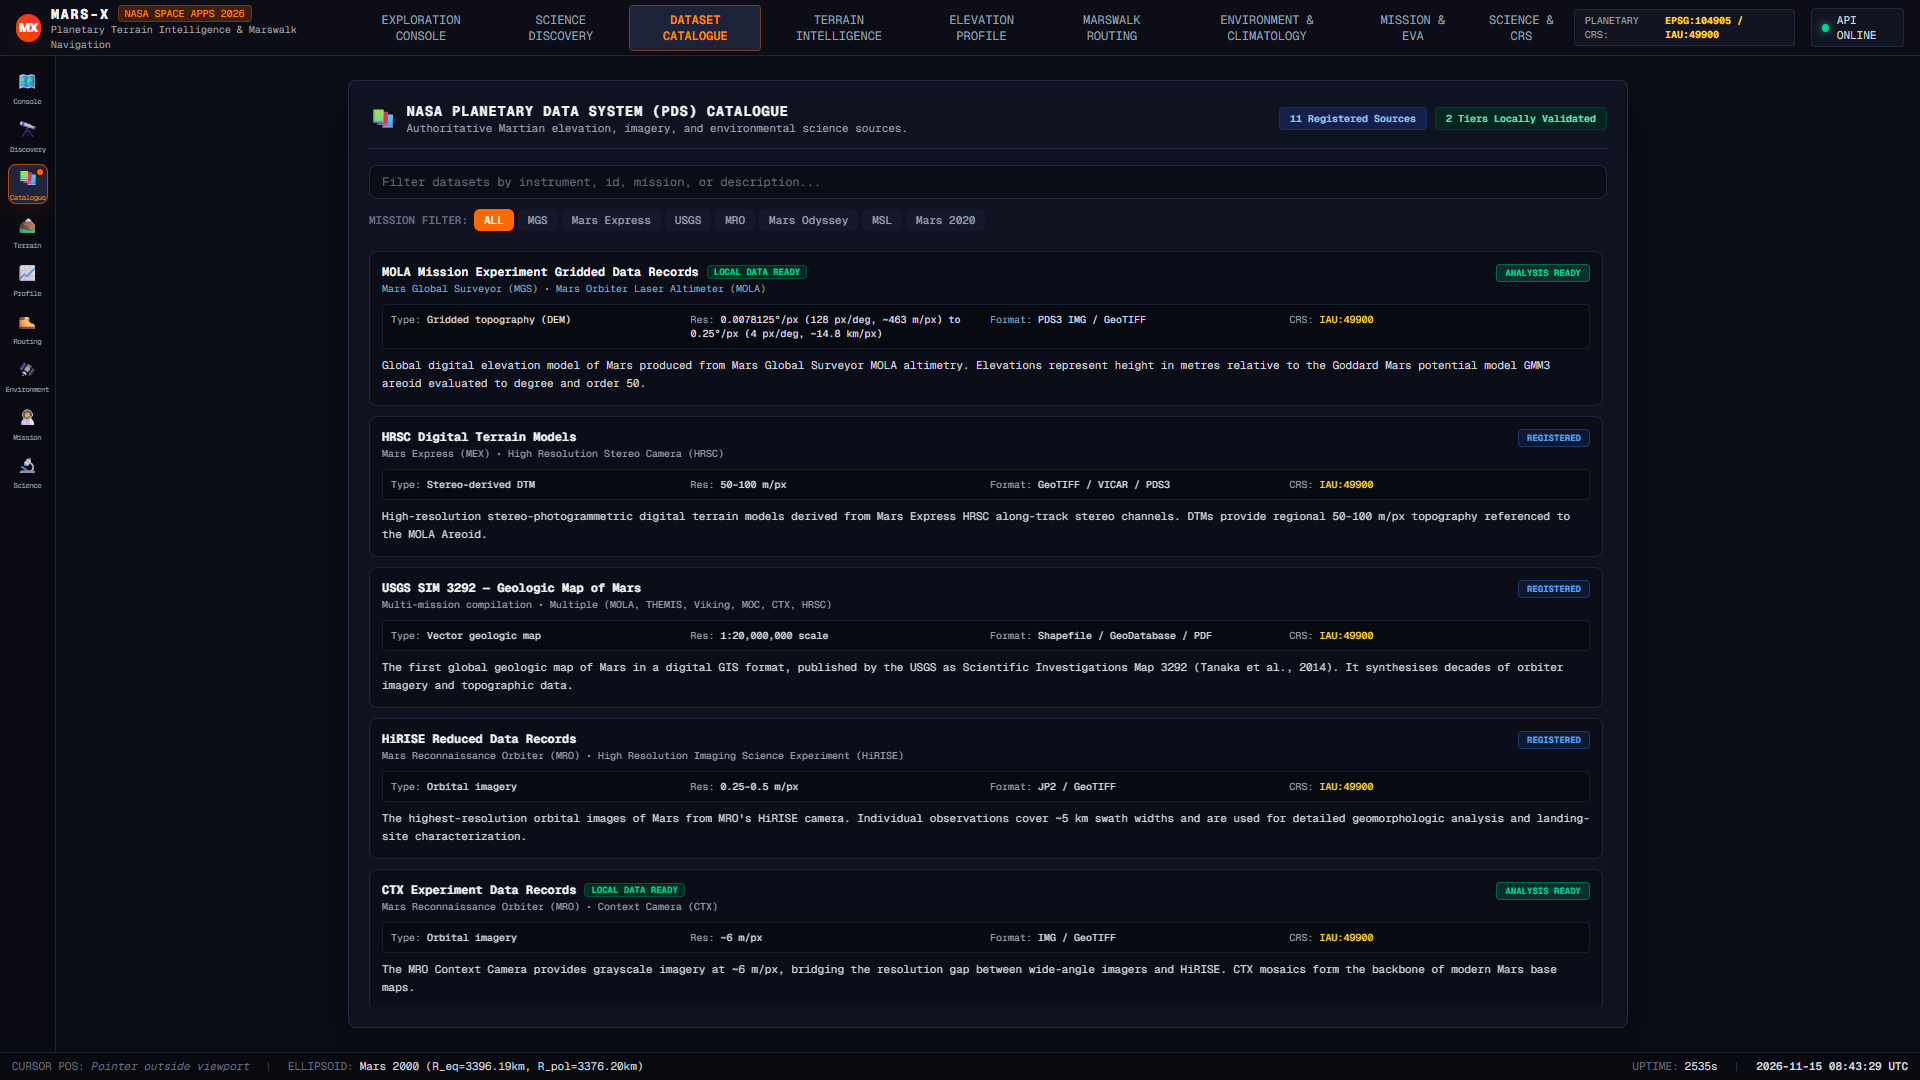 MX
MARS-X NASA SPACE APPS 2026
Planetary Terrain Intelligence & Marswalk
Navigation
EXPLORATION
CONSOLE
SCIENCE
DISCOVERY
DATASET
CATALOGUE
TERRAIN
INTELLIGENCE
ELEVATION
PROFILE
MARSWALK
ROUTING
ENVIRONMENT &
CLIMATOLOGY
MISSION &
EVA
SCIENCE &
CRS
PLANETARY
CRS:
EPSG:104905 /
IAU:49900
API
ONLINE
Console
Discovery
Catalogue
Terrain
Profile
Routing
Environment
Mission
Science
NASA PLANETARY DATA SYSTEM (PDS) CATALOGUE
Authoritative Martian elevation, imagery, and environmental science sources.
11 Registered Sources
2 Tiers Locally Validated
Filter datasets by instrument, id, mission, or description...
MISSION FILTER: ALL MGS Mars Express USGS MRO Mars Odyssey MSL Mars 2020
MOLA Mission Experiment Gridded Data Records LOCAL DATA READY
ANALYSIS READY
Mars Global Surveyor (MGS) • Mars Orbiter Laser Altimeter (MOLA)
Type: Gridded topography (DEM)
Res: 0.0078125°/px (128 px/deg, ~463 m/px) to
0.25°/px (4 px/deg, ~14.8 km/px)
Format: PDS3 IMG / GeoTIFF
CRS: IAU:49900
Global digital elevation model of Mars produced from Mars Global Surveyor MOLA altimetry. Elevations represent height in metres relative to the Goddard Mars potential model GMM3
areoid evaluated to degree and order 50.
HRSC Digital Terrain Models
REGISTERED
Mars Express (MEX) • High Resolution Stereo Camera (HRSC)
Type: Stereo-derived DTM
Res: 50-100 m/px
Format: GeoTIFF / VICAR / PDS3
CRS: IAU:49900
High-resolution stereo-photogrammetric digital terrain models derived from Mars Express HRSC along-track stereo channels. DTMs provide regional 50-100 m/px topography referenced to
the MOLA Areoid.
USGS SIM 3292 — Geologic Map of Mars
REGISTERED
Multi-mission compilation • Multiple (MOLA, THEMIS, Viking, MOC, CTX, HRSC)
Type: Vector geologic map
Res: 1:20,000,000 scale
Format: Shapefile / GeoDatabase / PDF
CRS: IAU:49900
The first global geologic map of Mars in a digital GIS format, published by the USGS as Scientific Investigations Map 3292 (Tanaka et al., 2014). It synthesises decades of orbiter
imagery and topographic data.
HiRISE Reduced Data Records
REGISTERED
Mars Reconnaissance Orbiter (MRO) • High Resolution Imaging Science Experiment (HiRISE)
Type: Orbital imagery
Res: 0.25-0.5 m/px
Format: JP2 / GeoTIFF
CRS: IAU:49900
The highest-resolution orbital images of Mars from MRO's HiRISE camera. Individual observations cover ~5 km swath widths and are used for detailed geomorphologic analysis and landing-
site characterization.
CTX Experiment Data Records LOCAL DATA READY
ANALYSIS READY
Mars Reconnaissance Orbiter (MRO) • Context Camera (CTX)
Type: Orbital imagery
Res: ~6 m/px
Format: IMG / GeoTIFF
CRS: IAU:49900
The MRO Context Camera provides grayscale imagery at ~6 m/px, bridging the resolution gap between wide-angle imagers and HiRISE. CTX mosaics form the backbone of modern Mars base
maps.
CURSOR POS: Pointer outside viewport | ELLIPSOID: Mars 2000 (R_eq=3396.19km, R_pol=3376.20km)
UPTIME: 2535s | 2026-11-15 08:43:29 UTC